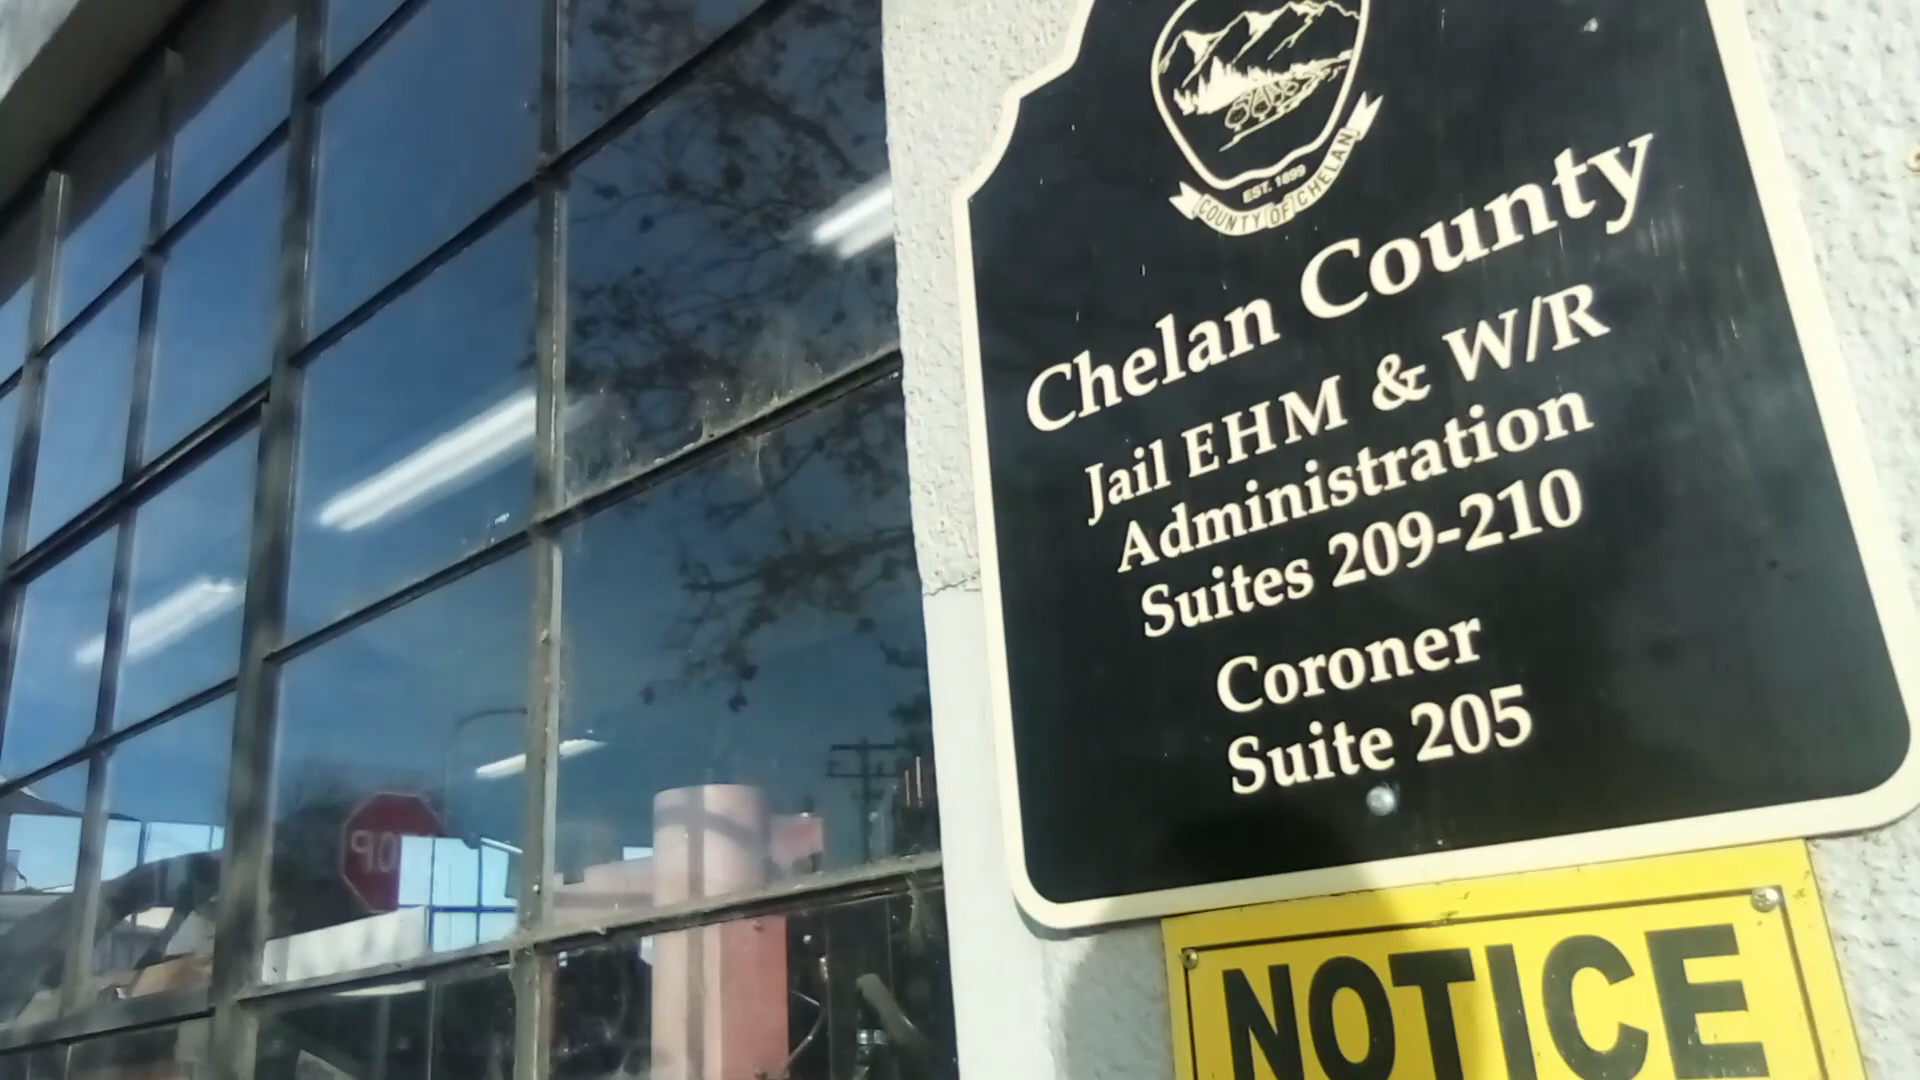 EST. 1899
COUNTY OF CHELAN
Chelan County
Jail EHM & W/R
Administration
Suites 209-210
Coroner
Suite 205
NOTICE